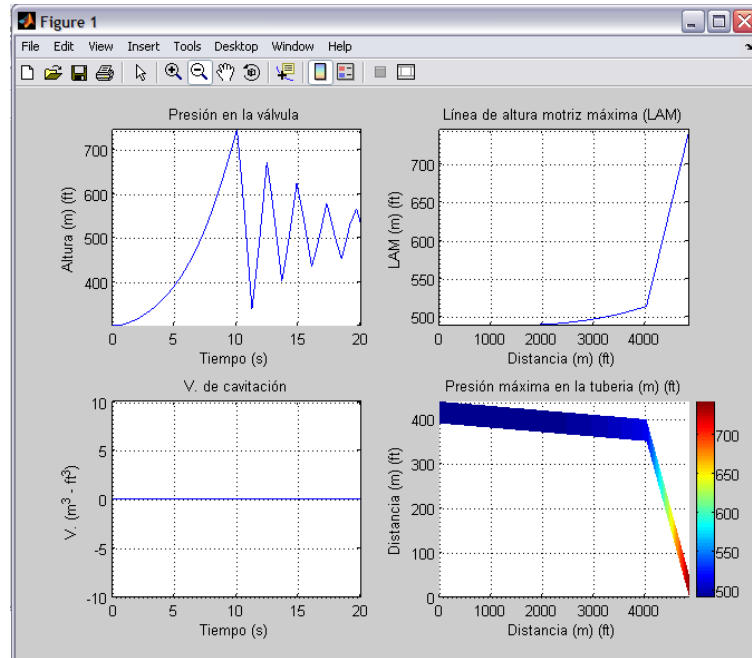 Figure 1
File Edit View Insert Tools Desktop Window Help
Presión en la válvula
Altura (m) (ft)
700
600
500
400
0 5 10 15 20
Tiempo (s)
Línea de altura motriz máxima (LAM)
LAM (m) (ft)
700
650
600
550
500
0 1000 2000 3000 4000
Distancia (m) (ft)
V. de cavitación
V. (m³ - ft³)
10
5
0
-5
-10
0 5 10 15 20
Tiempo (s)
Presión máxima en la tuberia (m) (ft)
Distancia (m) (ft)
400
300
200
100
0
0 1000 2000 3000 4000
Distancia (m) (ft)
700
650
600
550
500